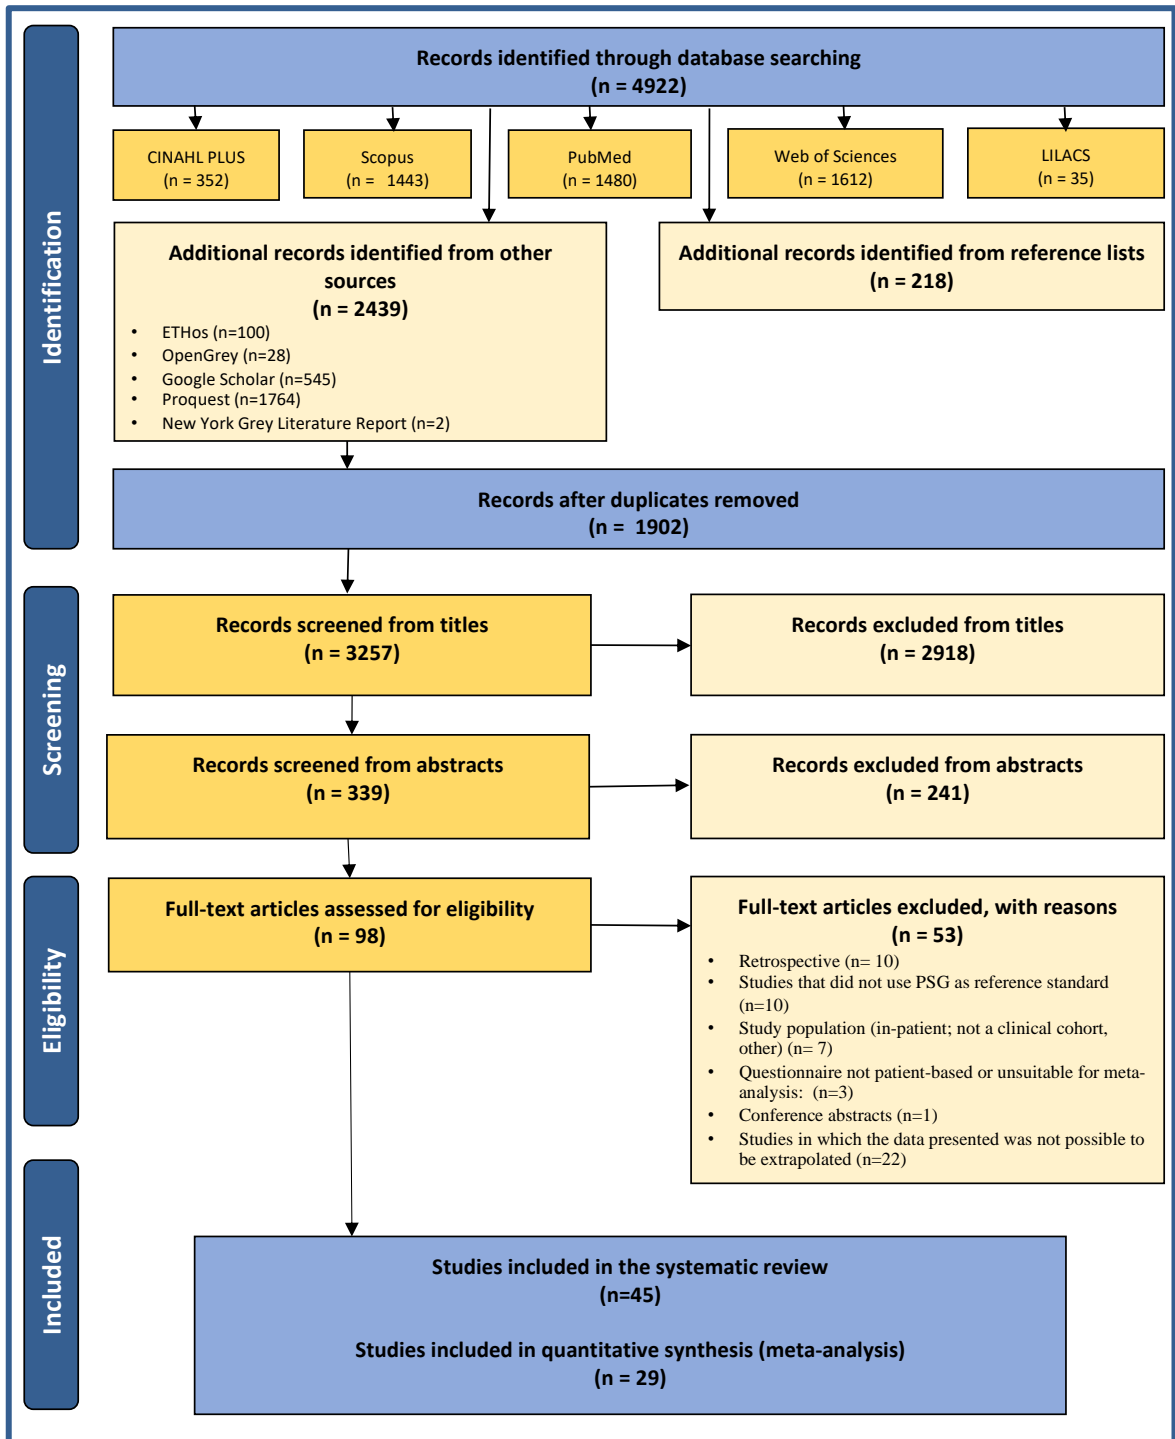 Identification
Records identified through database searching
(n = 4922)
CINAHL PLUS
(n = 352)
Scopus
(n = 1443)
PubMed
(n = 1480)
Web of Sciences
(n = 1612)
LILACS
(n = 35)
Additional records identified from other
sources
(n = 2439)
• ETHos (n=100)
• OpenGrey (n=28)
• Google Scholar (n=545)
• Proquest (n=1764)
• New York Grey Literature Report (n=2)
Additional records identified from reference lists
(n = 218)
Records after duplicates removed
(n = 1902)
Screening
Records screened from titles
(n = 3257)
Records excluded from titles
(n = 2918)
Records screened from abstracts
(n = 339)
Records excluded from abstracts
(n = 241)
Eligibility
Full-text articles assessed for eligibility
(n = 98)
Full-text articles excluded, with reasons
(n = 53)
• Retrospective (n= 10)
• Studies that did not use PSG as reference standard
(n=10)
• Study population (in-patient; not a clinical cohort,
other) (n= 7)
• Questionnaire not patient-based or unsuitable for meta-
analysis: (n=3)
• Conference abstracts (n=1)
• Studies in which the data presented was not possible to
be extrapolated (n=22)
Included
Studies included in the systematic review
(n=45)
Studies included in quantitative synthesis (meta-analysis)
(n = 29)